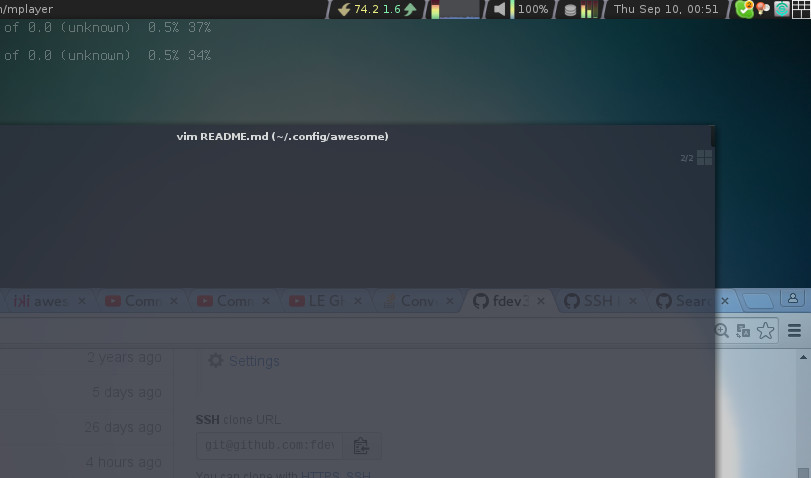 /mplayer
74.2 1.6
100%
Thu Sep 10, 00:51
of 0.0 (unknown) 0.5% 37%
of 0.0 (unknown) 0.5% 34%
vim README.md (~/.config/awesome)
2/2
awes
Comn
Comn
LE G
Conv
fdev.
SSH
Sear
2 years ago
Settings
5 days ago
SSH clone URL
26 days ago
git@github.com:fde
4 hours ago
You can clone with HTTPS, SSH